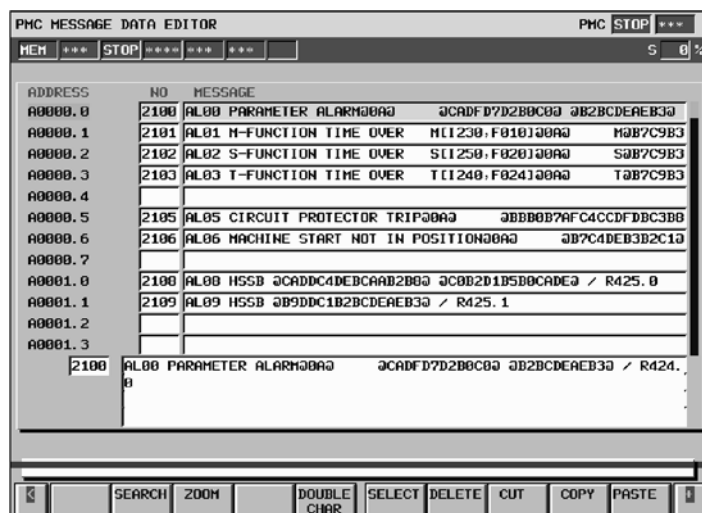 PMC MESSAGE DATA EDITOR PMC STOP ***
MEM *** STOP **** *** *** S 0 %
ADDRESS NO MESSAGE
A0000.0 2100 AL00 PARAMETER ALARM@0A@ @CADFD7D2B0C0@ @B2BCDEAEB3@
A0000.1 2101 AL01 M-FUNCTION TIME OVER M[I230,F010]@0A@ M@B7C9B3
A0000.2 2102 AL02 S-FUNCTION TIME OVER S[I250,F020]@0A@ S@B7C9B3
A0000.3 2103 AL03 T-FUNCTION TIME OVER T[I240,F024]@0A@ T@B7C9B3
A0000.4
A0000.5 2105 AL05 CIRCUIT PROTECTOR TRIP@0A@ @BBB0B7AFC4CCDFDBC3B8
A0000.6 2106 AL06 MACHINE START NOT IN POSITION@0A@ @B7C4DEB3B2C1@
A0000.7
A0001.0 2108 AL08 HSSB @CADDC4DEBCAAB2B8@ @C0B2D1B5B0CADE@ / R425.0
A0001.1 2109 AL09 HSSB @B9DDC1B2BCDEAEB3@ / R425.1
A0001.2
A0001.3
2100 AL00 PARAMETER ALARM@0A@ @CADFD7D2B0C0@ @B2BCDEAEB3@ / R424.
0
SEARCH ZOOM DOUBLE CHAR SELECT DELETE CUT COPY PASTE